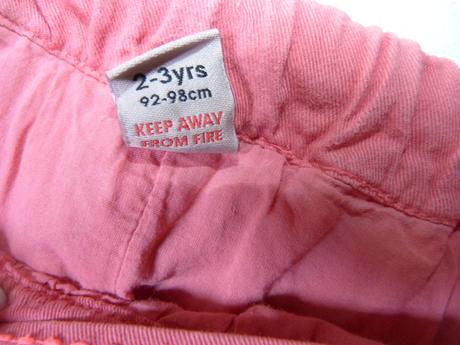 2-3yrs
92-98cm
KEEP AWAY
FROM FIRE